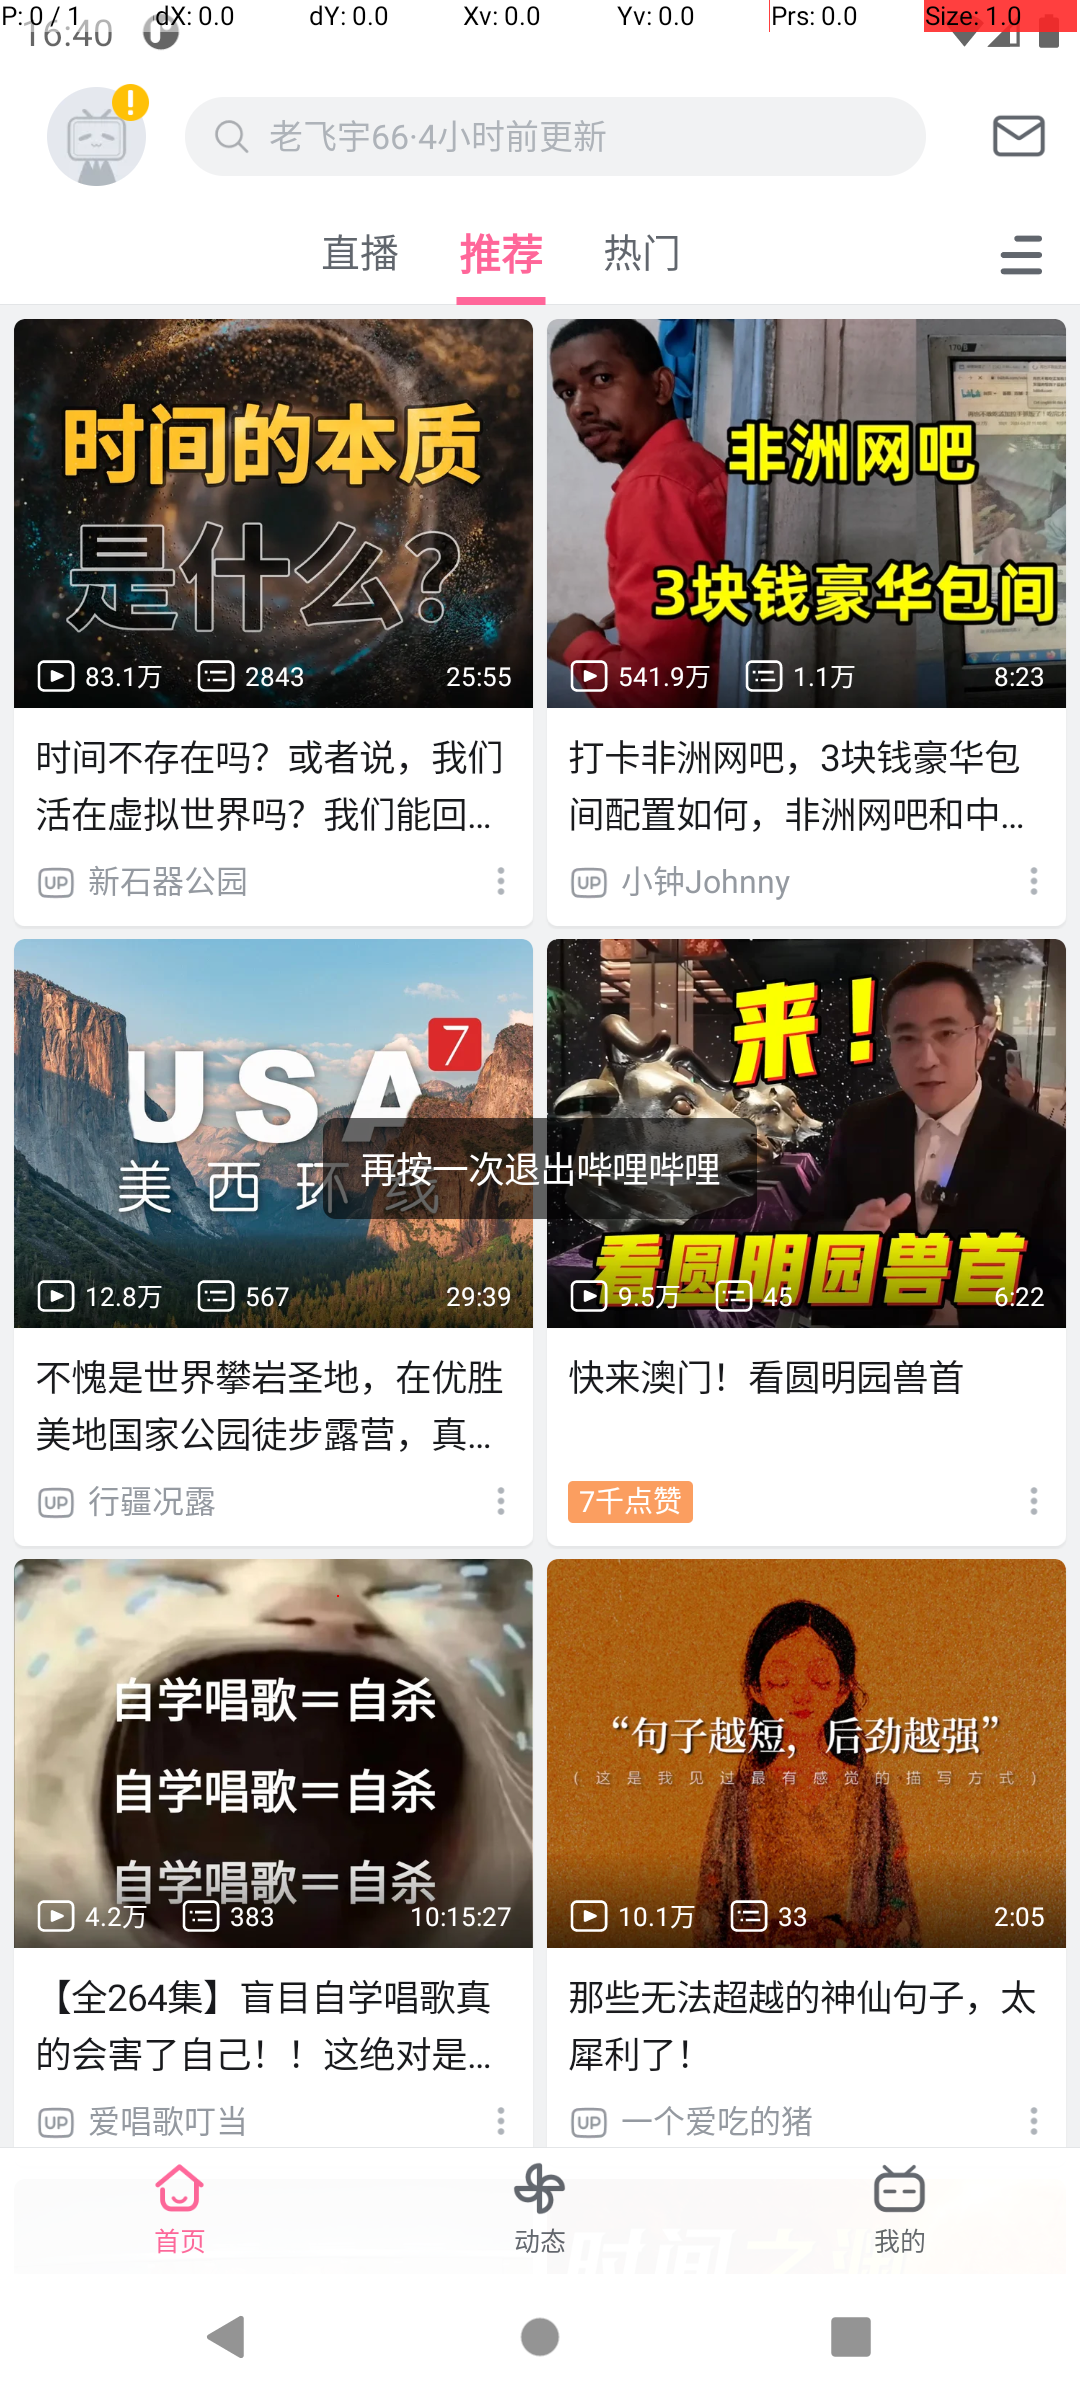 P: 0 / 1 dX: 0.0 dY: 0.0 Xv: 0.0 Yv: 0.0 Prs: 0.0 Size: 1.0
16:40
老飞宇66·4小时前更新
直播 推荐 热门
时间的本质
是什么?
83.1万 2843 25:55
时间不存在吗？或者说，我们
活在虚拟世界吗？我们能回...
UP 新石器公园
非洲网吧
3块钱豪华包间
541.9万 1.1万 8:23
打卡非洲网吧，3块钱豪华包
间配置如何，非洲网吧和中...
UP 小钟Johnny
USA 7
美西环线
12.8万 567 29:39
不愧是世界攀岩圣地，在优胜
美地国家公园徒步露营，真...
UP 行疆况露
来！
看圆明园兽首
9.5万 45 6:22
快来澳门！看圆明园兽首
7千点赞
再按一次退出哔哩哔哩
自学唱歌＝自杀
自学唱歌＝自杀
自学唱歌＝自杀
4.2万 383 10:15:27
【全264集】盲目自学唱歌真
的会害了自己！！这绝对是...
UP 爱唱歌叮当
“句子越短，后劲越强”
(这是我见过最有感觉的描写方式)
10.1万 33 2:05
那些无法超越的神仙句子，太
犀利了！
UP 一个爱吃的猪
首页 动态 我的